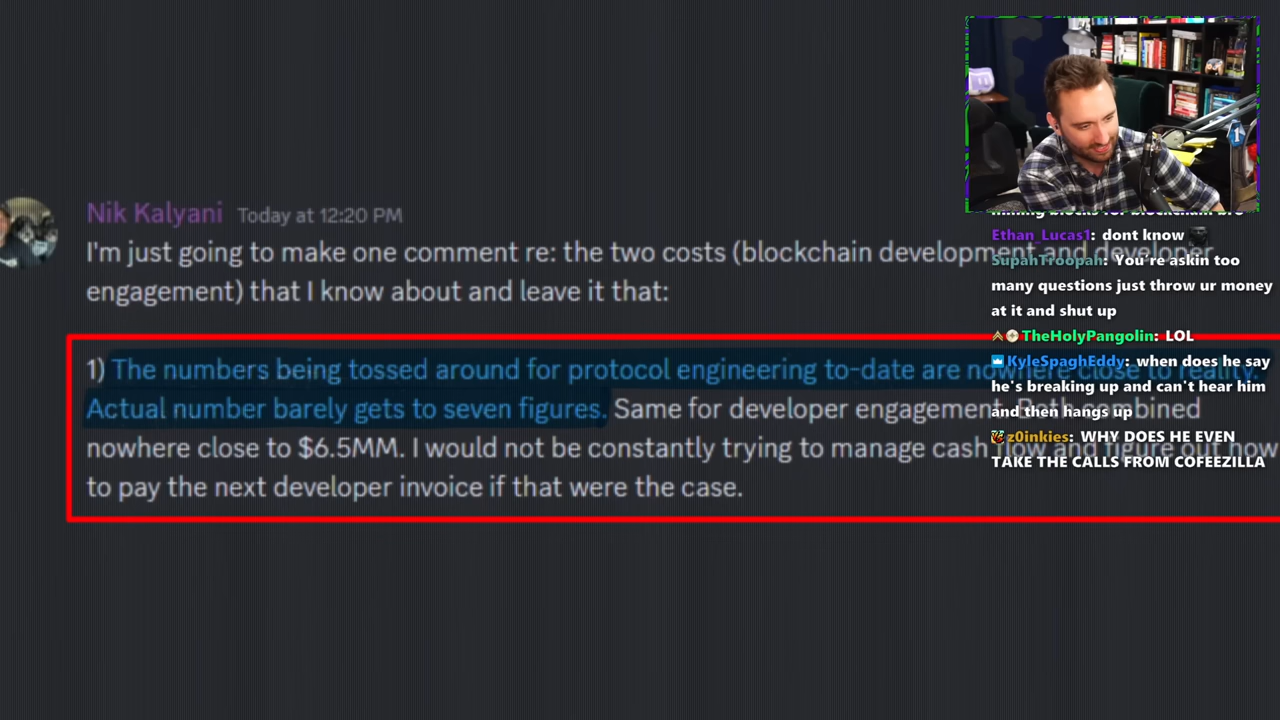 Nik Kalyani Today at 12:20 PM
I'm just going to make one comment re: the two costs (blockchain development and developer
engagement) that I know about and leave it that:
1) The numbers being tossed around for protocol engineering to-date are nowhere close to reality.
Actual number barely gets to seven figures. Same for developer engagement. Both combined
nowhere close to $6.5MM. I would not be constantly trying to manage cash flow and figure out how
to pay the next developer invoice if that were the case.
mining blocks for blockchain bro
Ethan_Lucas1: dont know
SupahTroopah: You're askin too
many questions just throw ur money
at it and shut up
TheHolyPangolin: LOL
KyleSpaghEddy: when does he say
he's breaking up and can't hear him
and then hangs up
z0inkies: WHY DOES HE EVEN
TAKE THE CALLS FROM COFEEZILLA